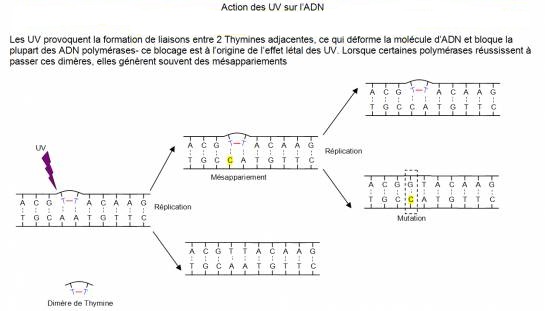 Action des UV sur l'ADN
Les UV provoquent la formation de liaisons entre 2 Thymines adjacentes, ce qui déforme la molécule d'ADN et bloque la
plupart des ADN polymérases- ce blocage est à l'origine de l'effet létal des UV. Lorsque certaines polymérases réussissent à
passer ces dimères, elles génèrent souvent des mésappariements
A C G T—T A C A A G
T G C C A T G T T C
UV
A C G T—T A C A A G
T G C C A T G T T C
Mésappariement
Réplication
A C G G T A C A A G
T G C C A T G T T C
Mutation
A C G T—T A C A A G
T G C A A T G T T C
Réplication
A C G T T A C A A G
T G C A A T G T T C
T—T
Dimère de Thymine